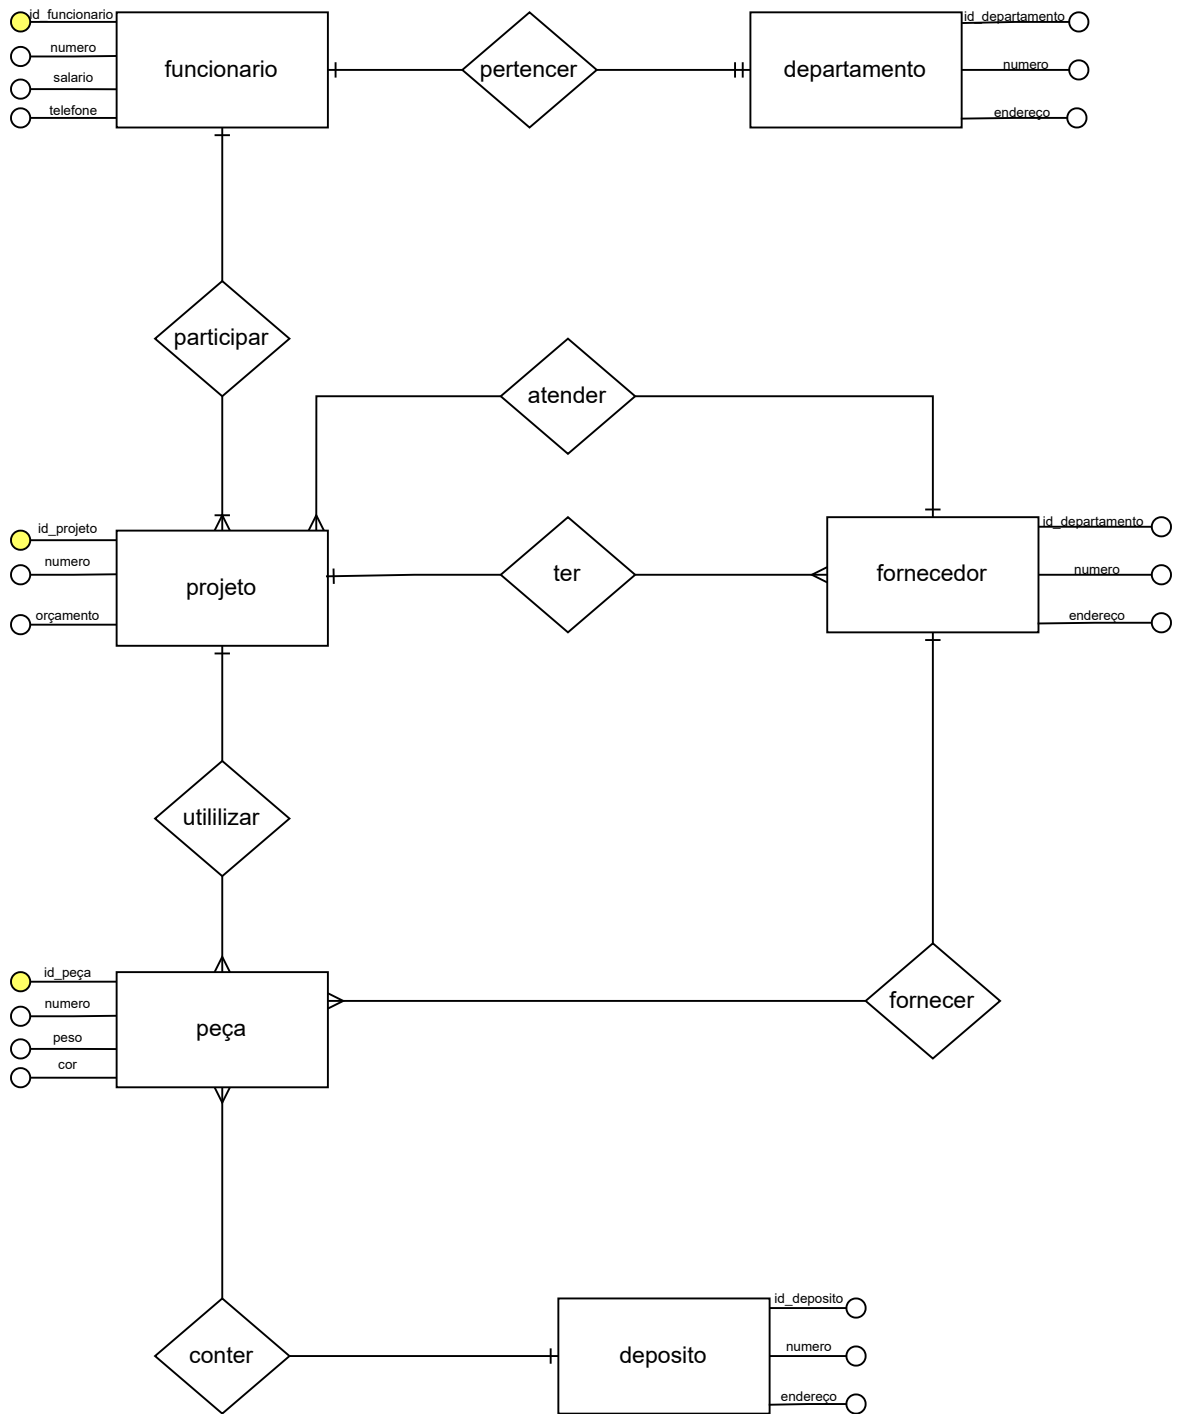 id_funcionario
numero
salario
telefone
funcionario
pertencer
departamento
id_departamento
numero
endereço
participar
atender
id_projeto
numero
orçamento
projeto
ter
fornecedor
id_departamento
numero
endereço
utililizar
fornecer
id_peça
numero
peso
cor
peça
conter
deposito
id_deposito
numero
endereço